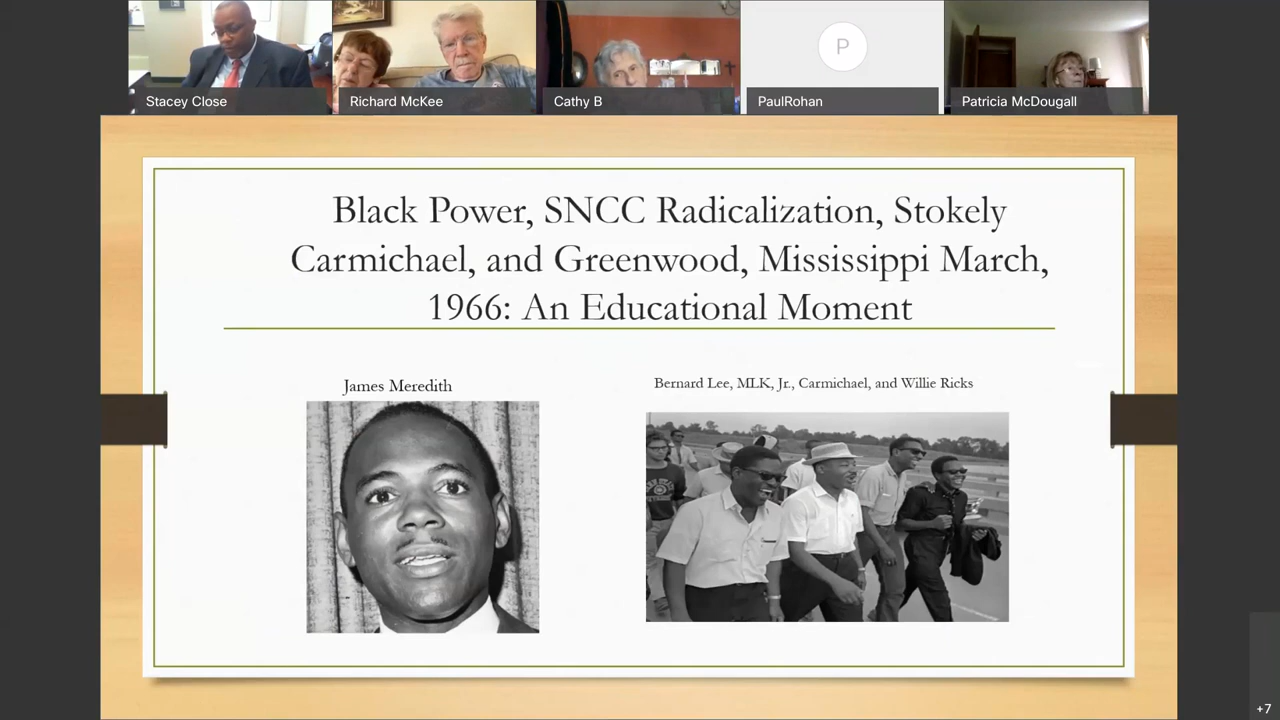 Stacey Close
Richard McKee
Cathy B
P
PaulRohan
Patricia McDougall
Black Power, SNCC Radicalization, Stokely
Carmichael, and Greenwood, Mississippi March,
1966: An Educational Moment
James Meredith
Bernard Lee, MLK, Jr., Carmichael, and Willie Ricks
+7